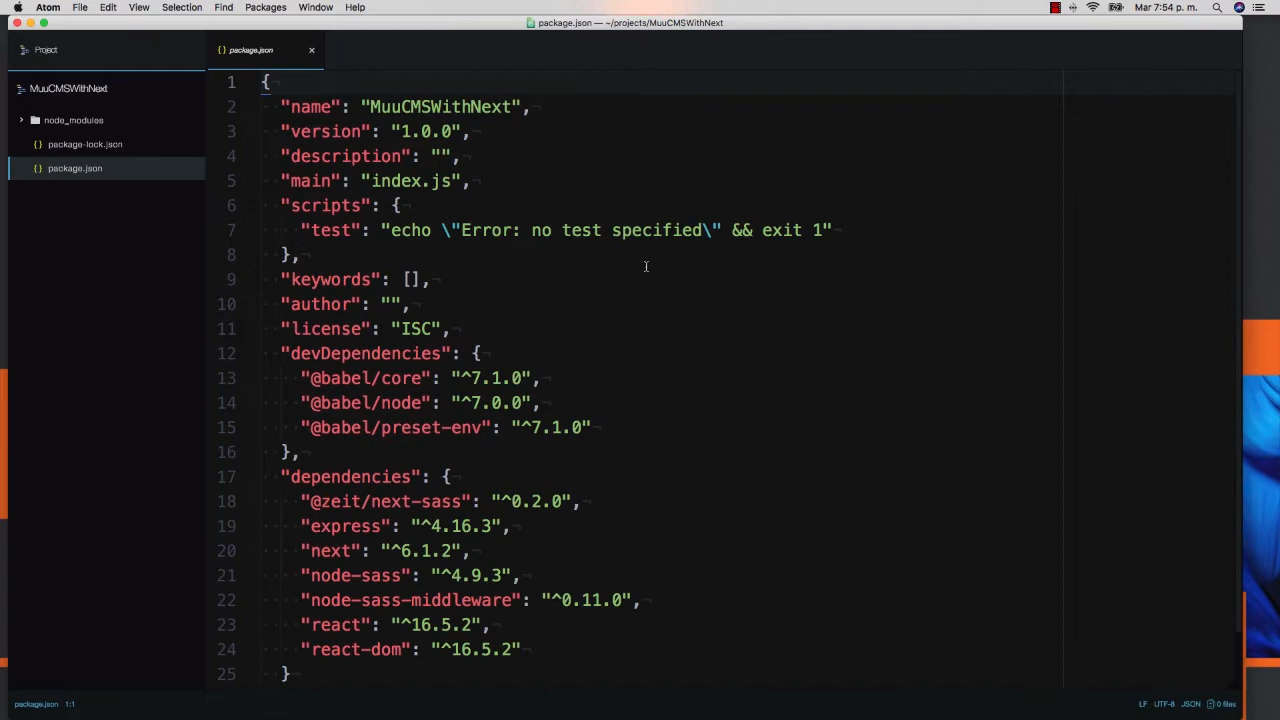 Atom File Edit View Selection Find Packages Window Help Mar 7:54 p. m.
package.json — ~/projects/MuuCMSWithNext
Project
{} package.json ×
MuuCMSWithNext
node_modules
{} package-lock.json
{} package.json
1 {
2 "name": "MuuCMSWithNext",
3 "version": "1.0.0",
4 "description": "",
5 "main": "index.js",
6 "scripts": {
7 "test": "echo \"Error: no test specified\" && exit 1"
8 },
9 "keywords": [],
10 "author": "",
11 "license": "ISC",
12 "devDependencies": {
13 "@babel/core": "^7.1.0",
14 "@babel/node": "^7.0.0",
15 "@babel/preset-env": "^7.1.0"
16 },
17 "dependencies": {
18 "@zeit/next-sass": "^0.2.0",
19 "express": "^4.16.3",
20 "next": "^6.1.2",
21 "node-sass": "^4.9.3",
22 "node-sass-middleware": "^0.11.0",
23 "react": "^16.5.2",
24 "react-dom": "^16.5.2"
25 }
package.json 1:1 LF UTF-8 JSON 0 files